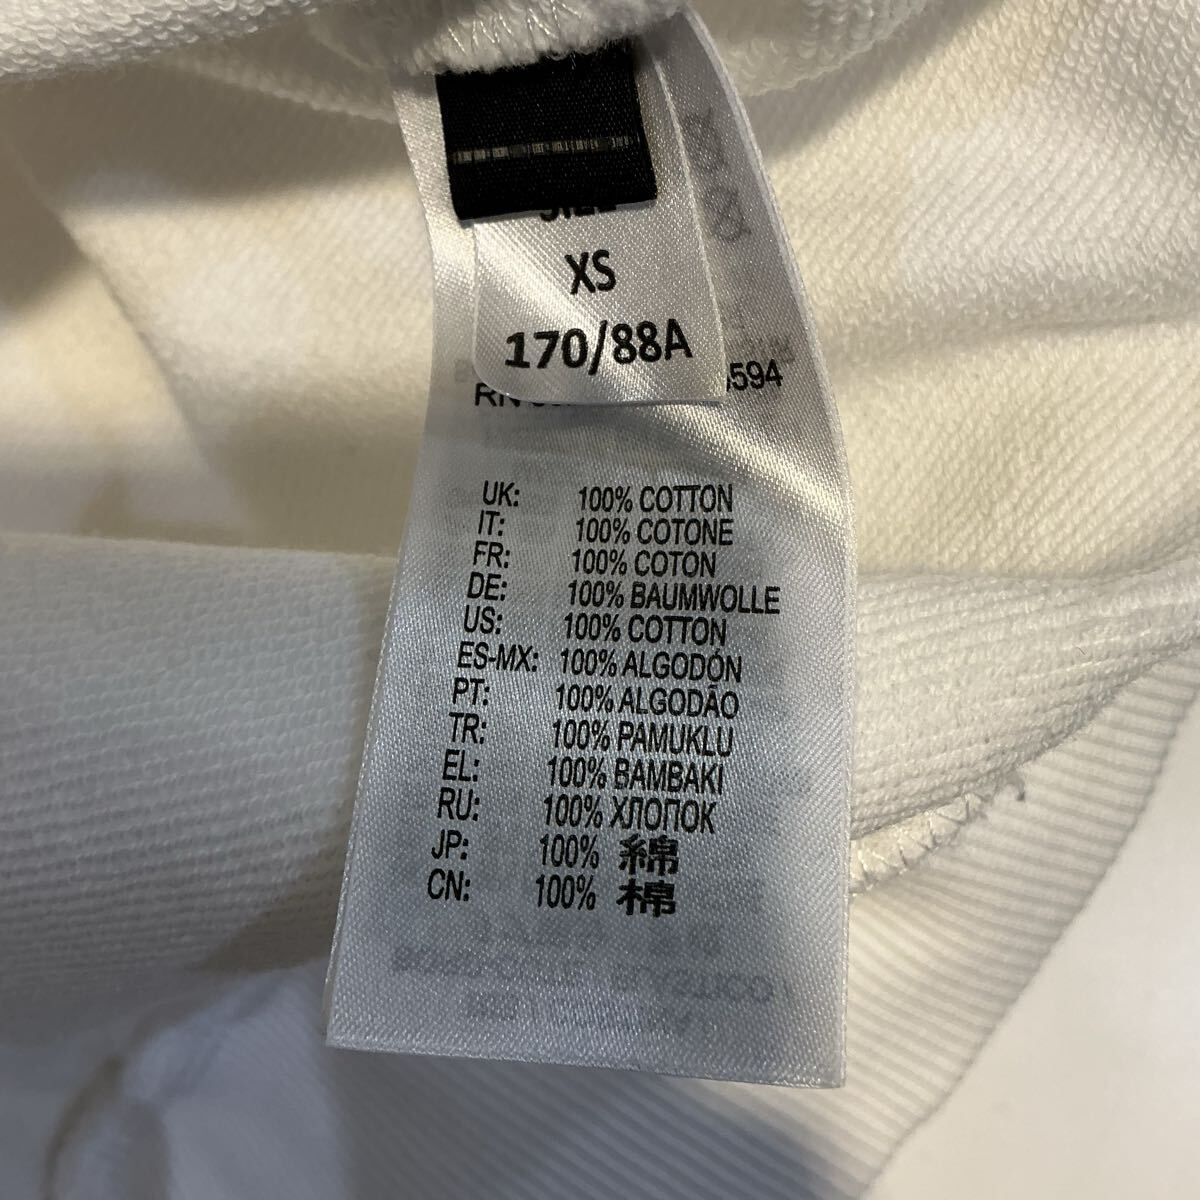 SIZE
XS
170/88A
RN
UK: 100% COTTON
IT: 100% COTONE
FR: 100% COTON
DE: 100% BAUMWOLLE
US: 100% COTTON
ES-MX: 100% ALGODÓN
PT: 100% ALGODÃO
TR: 100% PAMUKLU
EL: 100% BAMBAKI
RU: 100% ХЛОПОК
JP: 100% 綿
CN: 100% 棉